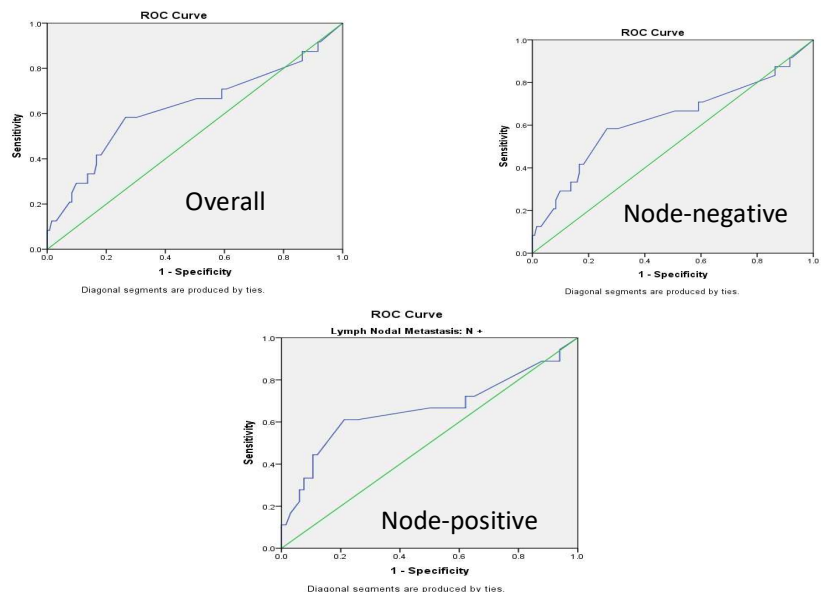 ROC Curve
1.0
0.8
0.6
0.4
0.2
0.0
Sensitivity
Overall
0.0 0.2 0.4 0.6 0.8 1.0
1 - Specificity
Diagonal segments are produced by ties.
ROC Curve
1.0
0.8
0.6
0.4
0.2
0.0
Sensitivity
Node-negative
0.0 0.2 0.4 0.6 0.8 1.0
1 - Specificity
Diagonal segments are produced by ties.
ROC Curve
Lymph Nodal Metastasis: N +
1.0
0.8
0.6
0.4
0.2
0.0
Sensitivity
Node-positive
0.0 0.2 0.4 0.6 0.8 1.0
1 - Specificity
Diagonal segments are produced by ties.